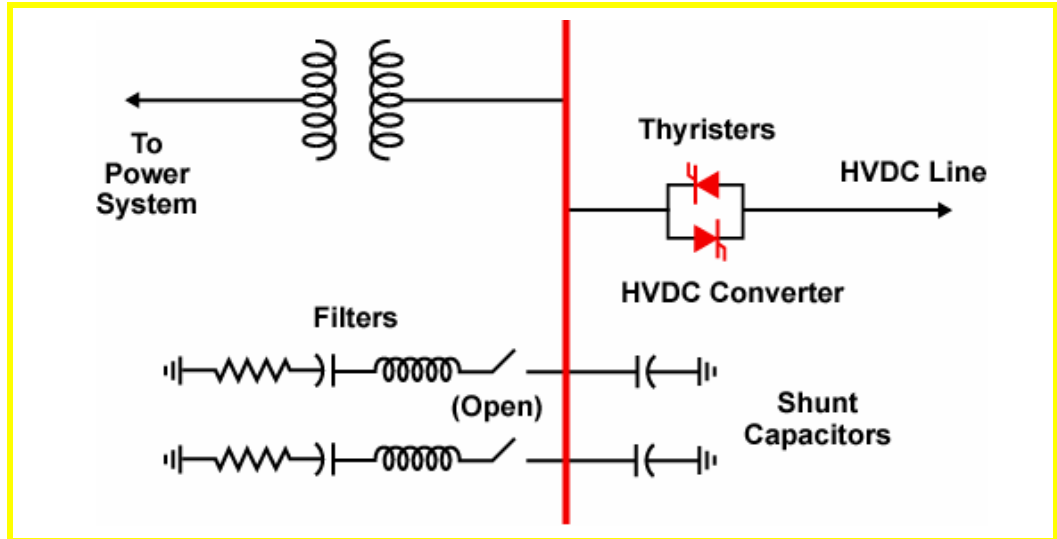 To
Power
System
Thyristers
HVDC Line
HVDC Converter
Filters
(Open)
Shunt
Capacitors